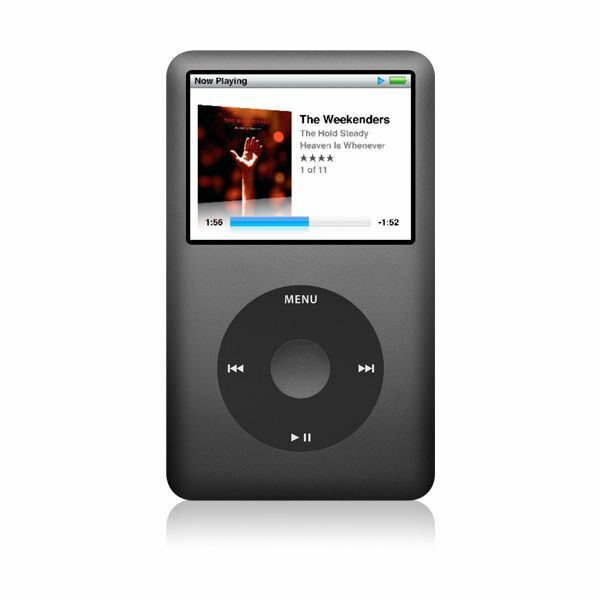 Now Playing
The Weekenders
The Hold Steady
Heaven Is Whenever
★★★★
1 of 11
1:56
-1:52
MENU